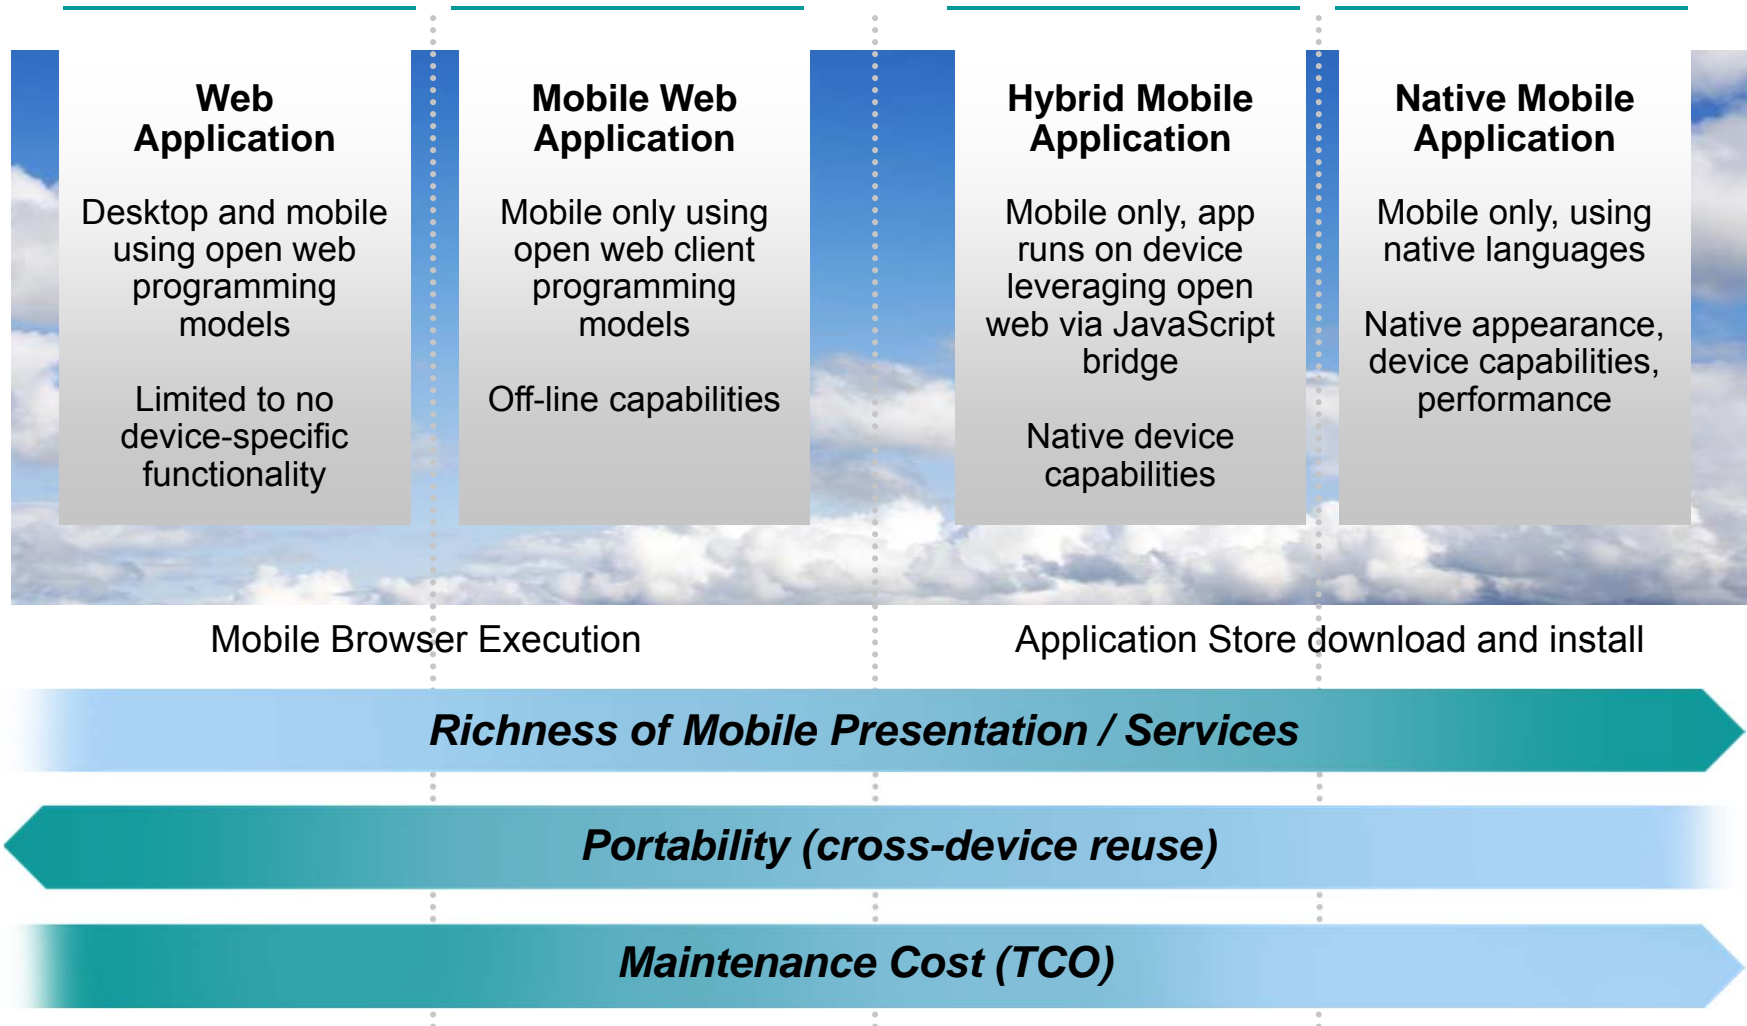 Web
Application
Desktop and mobile
using open web
programming
models
Limited to no
device-specific
functionality
Mobile Web
Application
Mobile only using
open web client
programming
models
Off-line capabilities
Hybrid Mobile
Application
Mobile only, app
runs on device
leveraging open
web via JavaScript
bridge
Native device
capabilities
Native Mobile
Application
Mobile only, using
native languages
Native appearance,
device capabilities,
performance
Mobile Browser Execution
Application Store download and install
Richness of Mobile Presentation / Services
Portability (cross-device reuse)
Maintenance Cost (TCO)